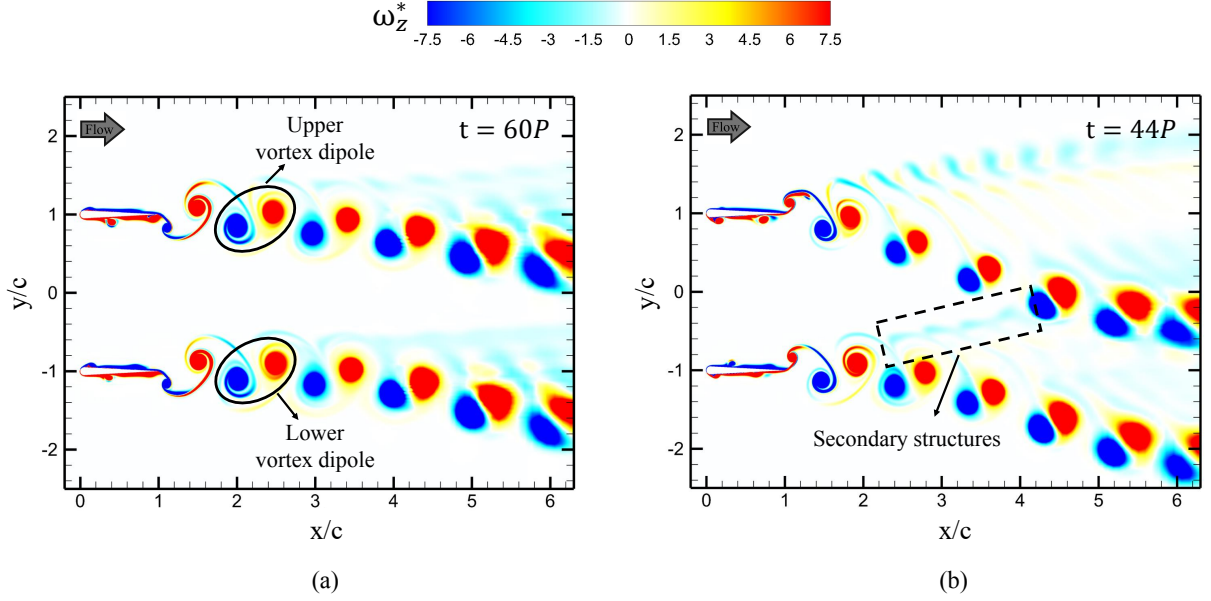 ω*z
-7.5 -6 -4.5 -3 -1.5 0 1.5 3 4.5 6 7.5
Flow
Upper
vortex dipole
t = 60P
2
1
0
-1
-2
y/c
Lower
vortex dipole
0 1 2 3 4 5 6
x/c
(a)
Flow
t = 44P
2
1
0
-1
-2
y/c
Secondary structures
0 1 2 3 4 5 6
x/c
(b)